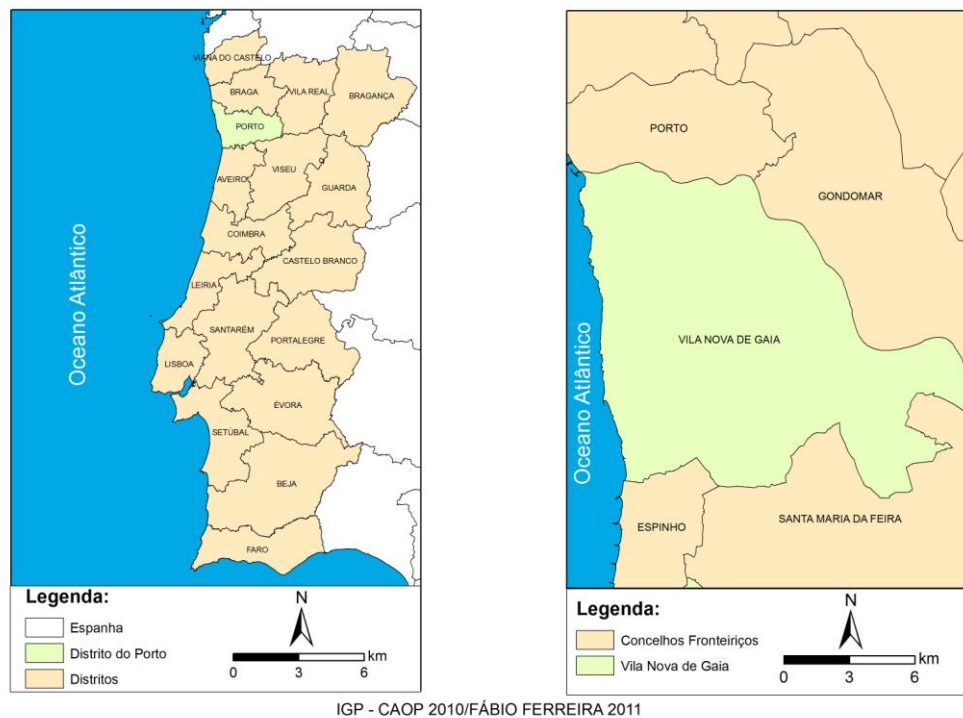 VIANA DO CASTELO
BRAGA
VILA REAL
BRAGANÇA
PORTO
AVEIRO
VISEU
GUARDA
COIMBRA
CASTELO BRANCO
LEIRIA
SANTARÉM
PORTALEGRE
LISBOA
ÉVORA
SETÚBAL
BEJA
FARO
Oceano Atlântico
Legenda:
Espanha
Distrito do Porto
Distritos
N
km
0 3 6
PORTO
GONDOMAR
VILA NOVA DE GAIA
Oceano Atlântico
ESPINHO
SANTA MARIA DA FEIRA
Legenda:
Concelhos Fronteiriços
Vila Nova de Gaia
N
km
0 3 6
IGP - CAOP 2010/FÁBIO FERREIRA 2011